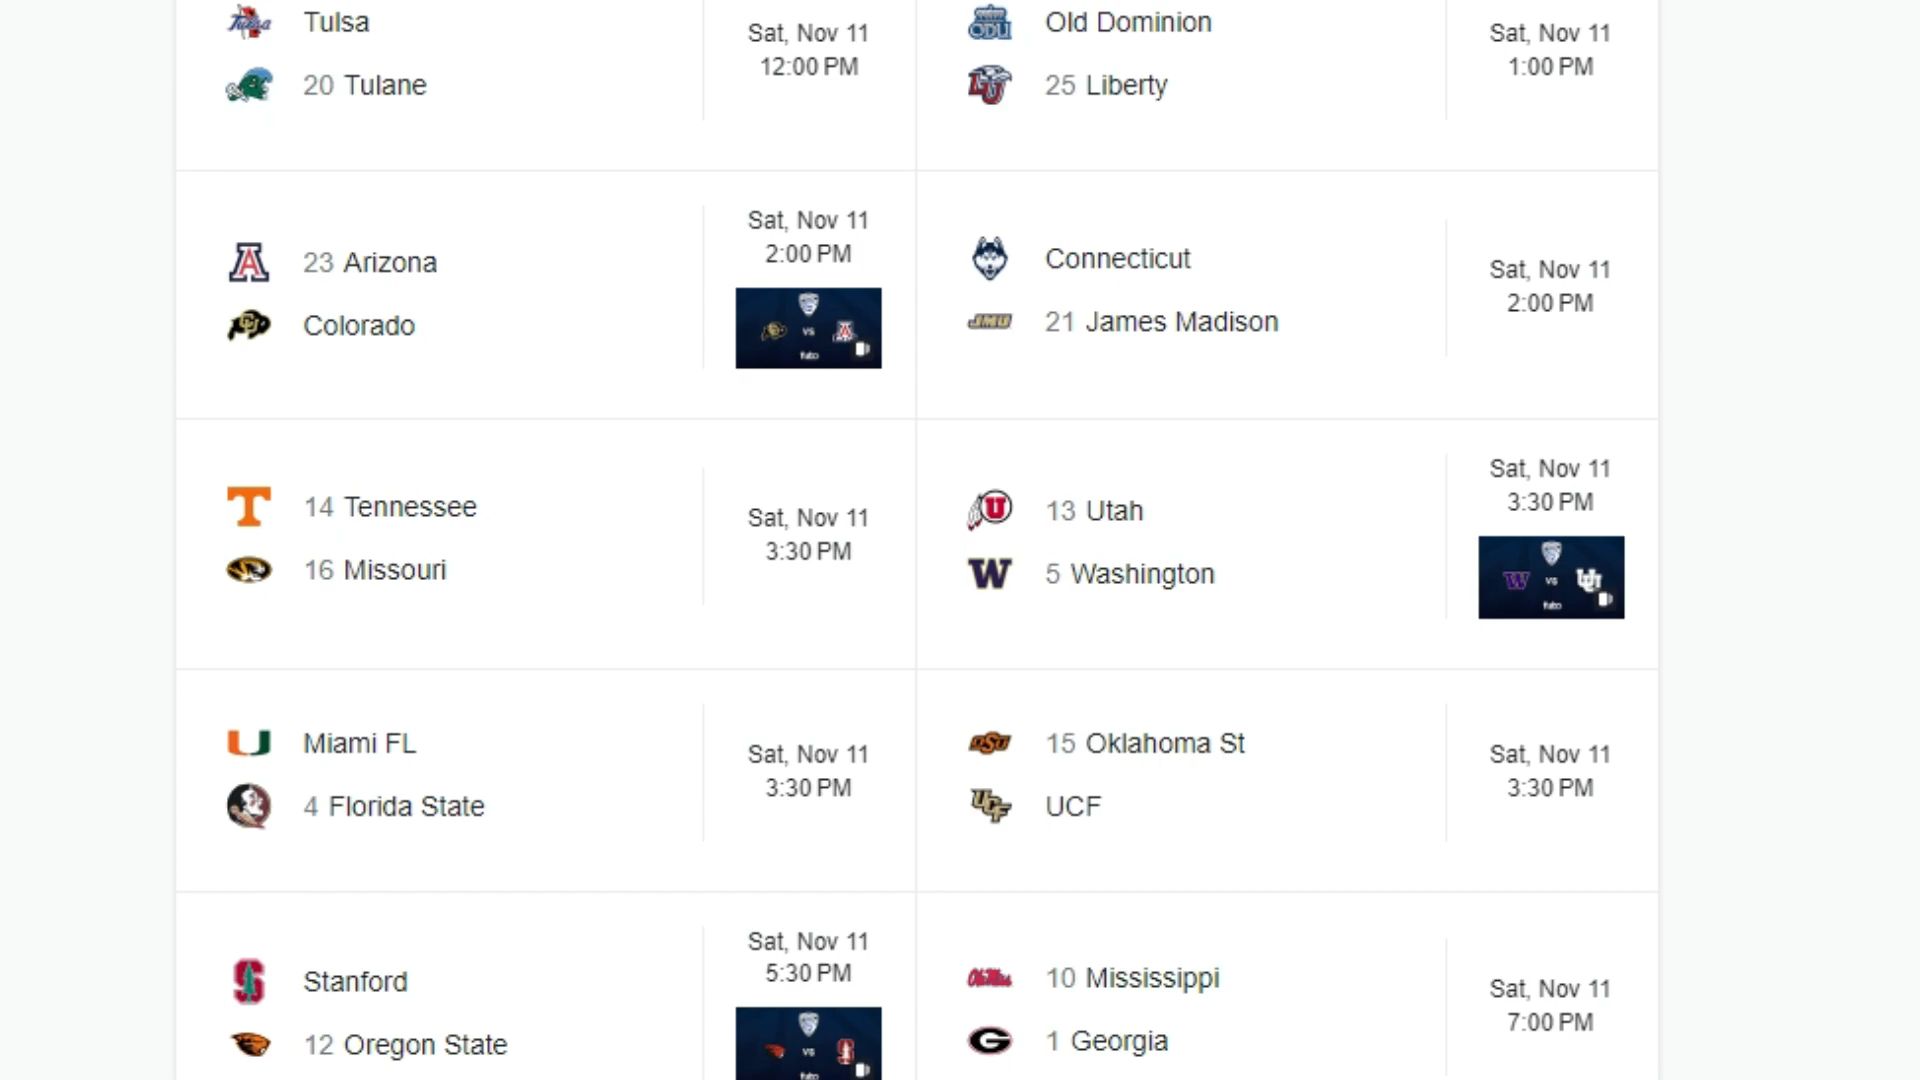 Tulsa
20 Tulane
Sat, Nov 11
12:00 PM
Old Dominion
25 Liberty
Sat, Nov 11
1:00 PM
23 Arizona
Colorado
Sat, Nov 11
2:00 PM
vs
Connecticut
21 James Madison
Sat, Nov 11
2:00 PM
14 Tennessee
16 Missouri
Sat, Nov 11
3:30 PM
13 Utah
5 Washington
Sat, Nov 11
3:30 PM
vs
Miami FL
4 Florida State
Sat, Nov 11
3:30 PM
15 Oklahoma St
UCF
Sat, Nov 11
3:30 PM
Stanford
12 Oregon State
Sat, Nov 11
5:30 PM
vs
10 Mississippi
1 Georgia
Sat, Nov 11
7:00 PM